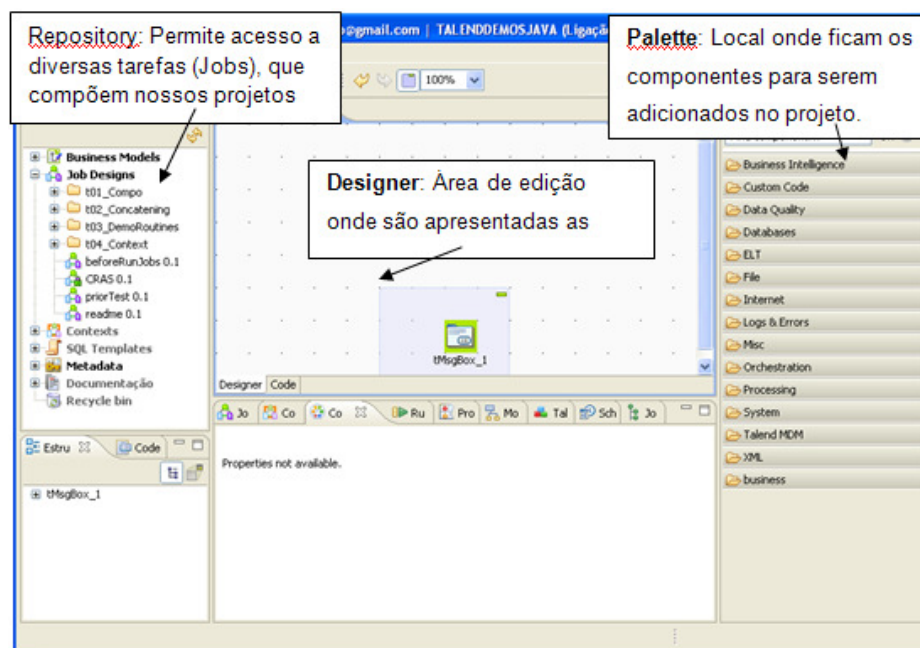 Repository: Permite acesso a
diversas tarefas (Jobs), que
compõem nossos projetos
@gmail.com | TALENDDEMOSJAVA (Ligaçã
Palette: Local onde ficam os
componentes para serem
adicionados no projeto.
100%
Designer: Área de edição
onde são apresentadas as
Business Models
Job Designs
t01_Compo
t02_Concatening
t03_DemoRoutines
t04_Context
beforeRunJobs 0.1
CRAS 0.1
priorTest 0.1
readme 0.1
Contexts
SQL Templates
Metadata
Documentação
Recycle bin
tMsgBox_1
Designer Code
Business Intelligence
Custom Code
Data Quality
Databases
ELT
File
Internet
Logs & Errors
Misc
Orchestration
Processing
System
Talend MDM
XML
business
Jo Co Co Ru Pro Mo Tal Sch Jo
Properties not available.
Estru Code
tMsgBox_1